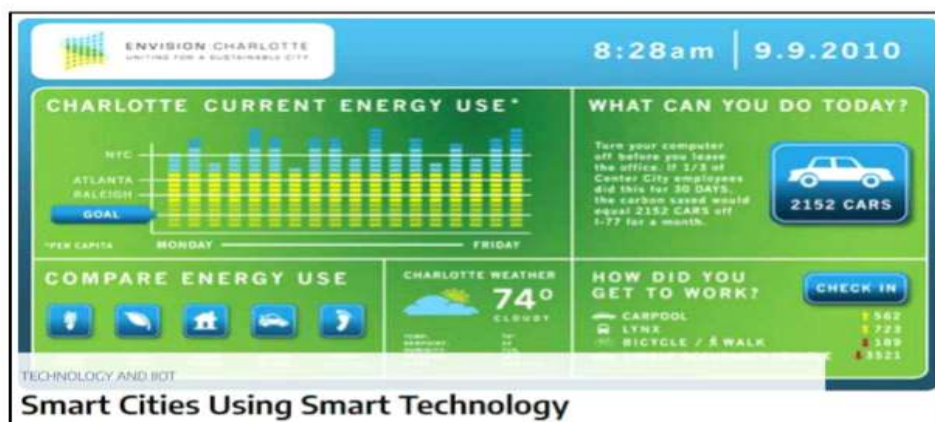 ENVISION:CHARLOTTE
UNITING FOR A SUSTAINABLE CITY
8:28am | 9.9.2010
CHARLOTTE CURRENT ENERGY USE*
NYC
ATLANTA
RALEIGH
GOAL
*PER CAPITA
MONDAY
FRIDAY
WHAT CAN YOU DO TODAY?
Turn your computer
off before you leave
the office. If 1/3 of
Center City employees
did this for 30 DAYS,
the carbon saved would
equal 2152 CARS off
I-77 for a month.
2152 CARS
COMPARE ENERGY USE
CHARLOTTE WEATHER
74°
CLOUDY
HOW DID YOU
GET TO WORK?
CHECK IN
CARPOOL 562
LYNX 723
BICYCLE / WALK 189
3521
TECHNOLOGY AND IIOT
Smart Cities Using Smart Technology